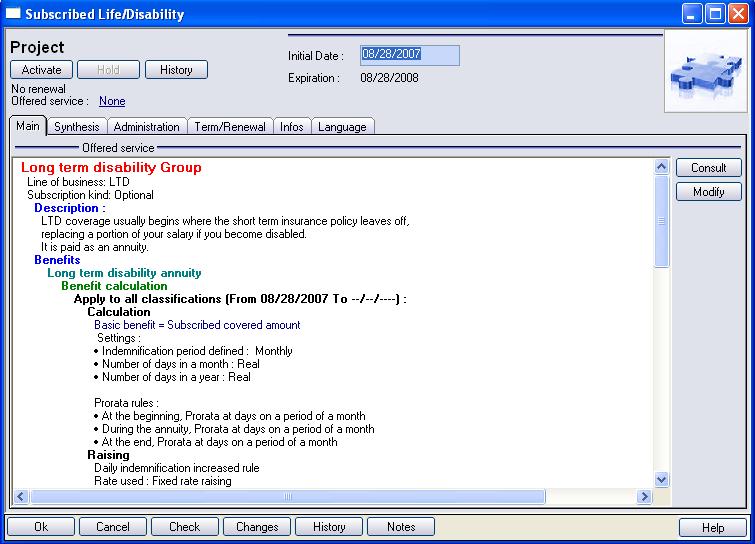 Subscribed Life/Disability
Project
Activate Hold History
Initial Date : 08/28/2007
Expiration : 08/28/2008
No renewal
Offered service : None
Main Synthesis Administration Term/Renewal Infos Language
Offered service
Long term disability Group
Line of business: LTD
Subscription kind: Optional
Description :
LTD coverage usually begins where the short term insurance policy leaves off,
replacing a portion of your salary if you become disabled.
It is paid as an annuity.
Benefits
Long term disability annuity
Benefit calculation
Apply to all classifications (From 08/28/2007 To --/--/----) :
Calculation
Basic benefit = Subscribed covered amount
Settings :
• Indemnification period defined : Monthly
• Number of days in a month : Real
• Number of days in a year : Real
Prorata rules :
• At the beginning, Prorata at days on a period of a month
• During the annuity, Prorata at days on a period of a month
• At the end, Prorata at days on a period of a month
Raising
Daily indemnification increased rule
Rate used : Fixed rate raising
Consult
Modify
Ok Cancel Check Changes History Notes Help